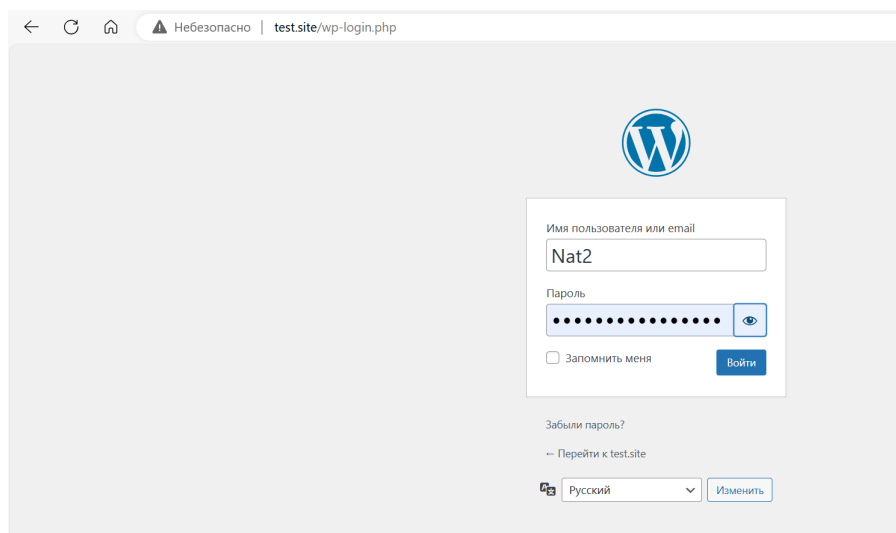 Небезопасно | test.site/wp-login.php
Имя пользователя или email
Nat2
Пароль
••••••••••••••••
Запомнить меня
Войти
Забыли пароль?
← Перейти к test.site
Русский
Изменить